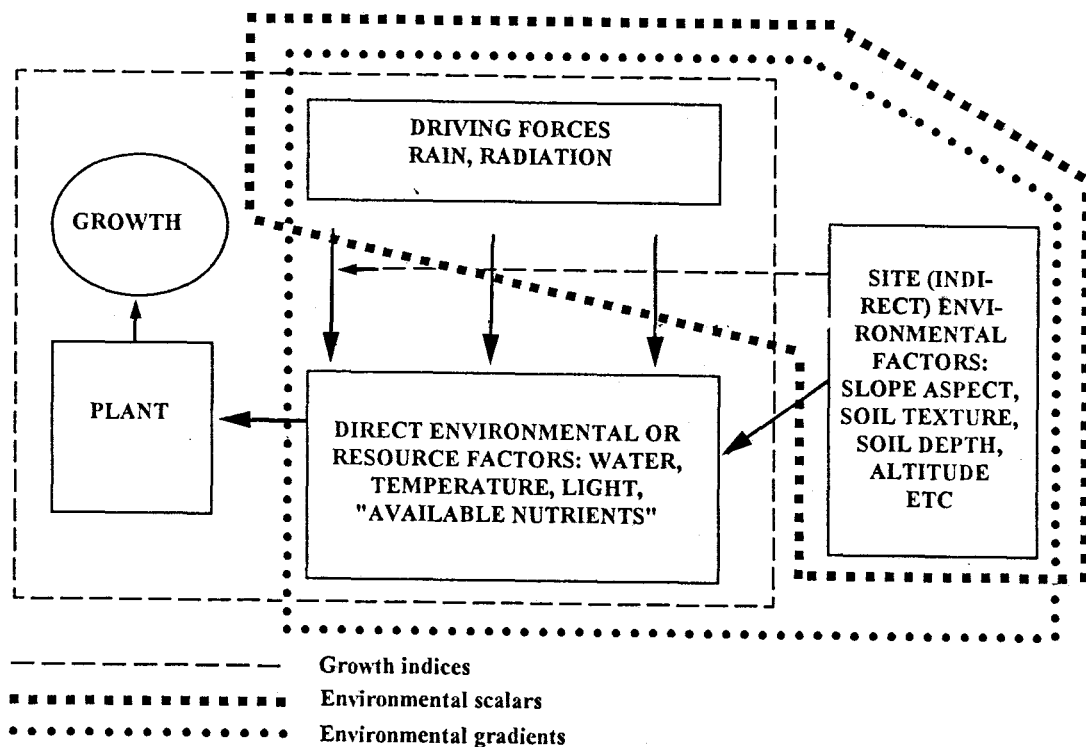 DRIVING FORCES
RAIN, RADIATION
GROWTH
PLANT
DIRECT ENVIRONMENTAL OR
RESOURCE FACTORS: WATER,
TEMPERATURE, LIGHT,
"AVAILABLE NUTRIENTS"
SITE (INDI-
RECT) ENVI-
RONMENTAL
FACTORS:
SLOPE ASPECT,
SOIL TEXTURE,
SOIL DEPTH,
ALTITUDE
ETC
Growth indices
Environmental scalars
Environmental gradients